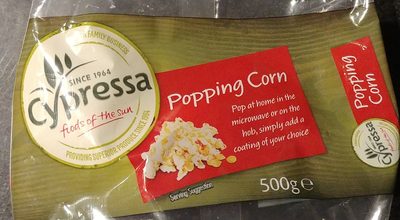 A FAMILY BUSINESS
SINCE 1964
Cypressa
foods of the sun
PROVIDING SUPERIOR PRODUCE SINCE 1964
Popping Corn
Pop at home in the
microwave or on the
hob, simply add a
coating of your choice
Serving Suggestion
500g e
Popping
Corn
Cypressa